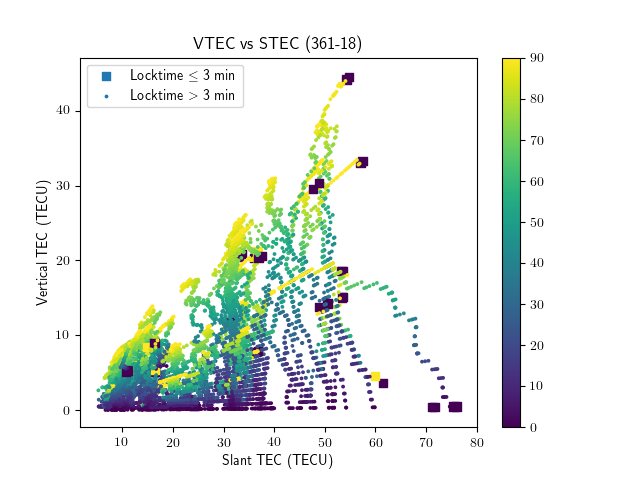 VTEC vs STEC (361-18)
Locktime ≤ 3 min
Locktime > 3 min
Vertical TEC (TECU)
40
30
20
10
0
10 20 30 40 50 60 70 80
Slant TEC (TECU)
90
80
70
60
50
40
30
20
10
0